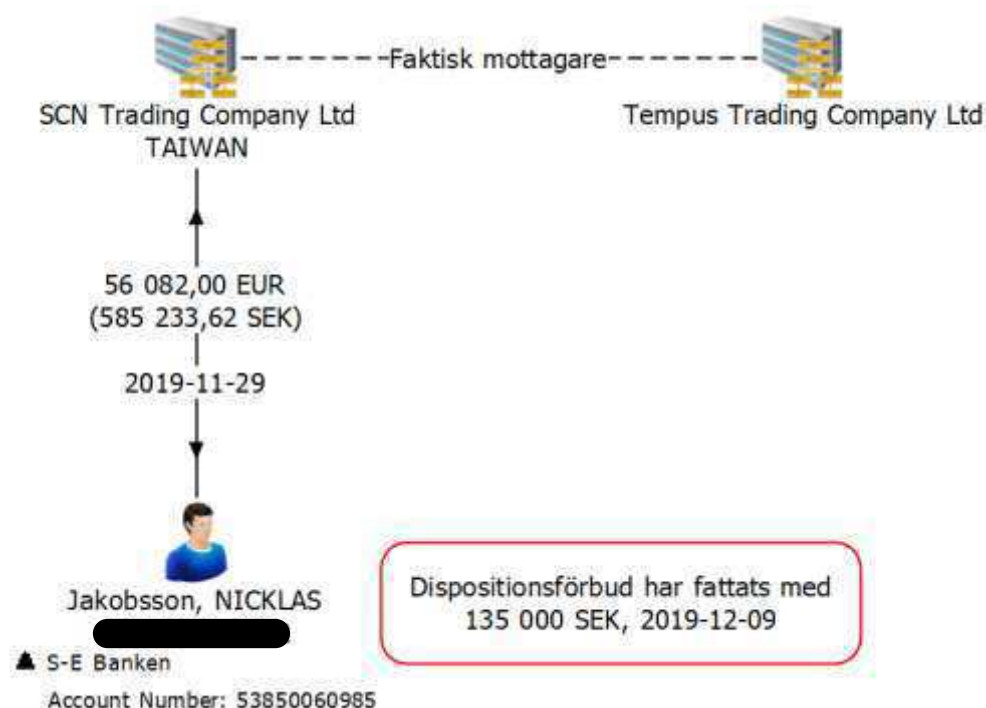 Faktisk mottagare
SCN Trading Company Ltd
TAIWAN
Tempus Trading Company Ltd
56 082,00 EUR
(585 233,62 SEK)
2019-11-29
Jakobsson, NICKLAS
Dispositionsförbud har fattats med
135 000 SEK, 2019-12-09
S-E Banken
Account Number: 53850060985